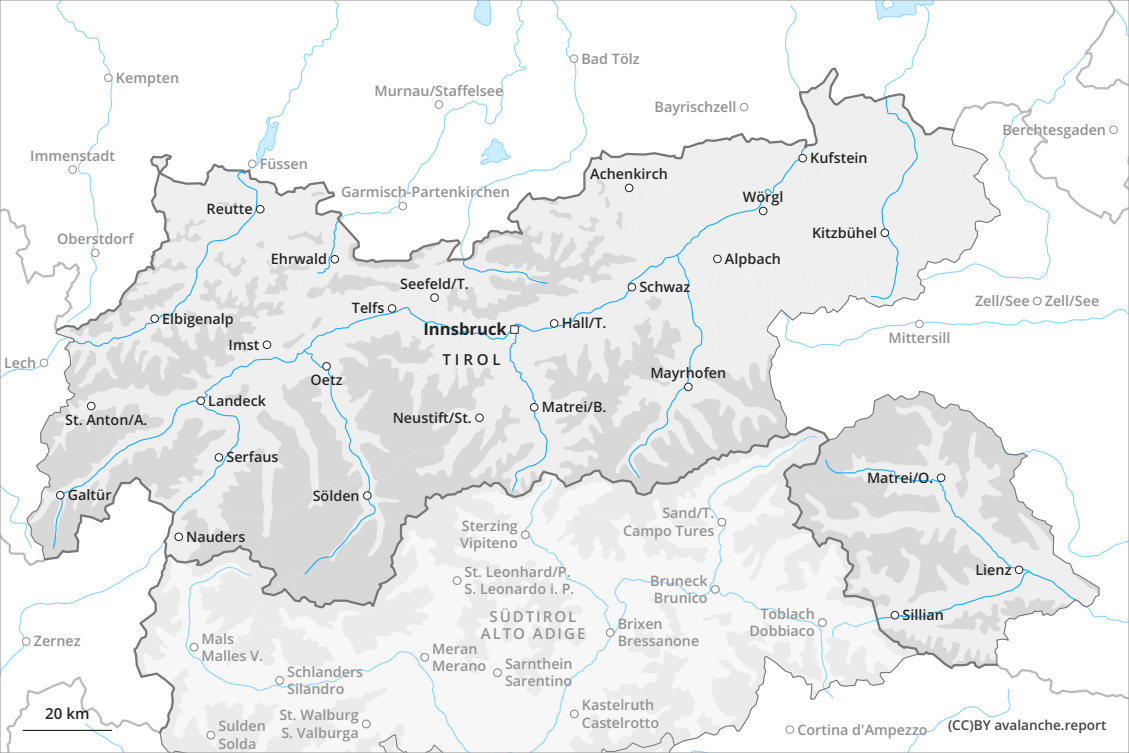 Kempten
Bad Tölz
Murnau/Staffelsee
Bayrischzell
Berchtesgaden
Immenstadt
Füssen
Kufstein
Achenkirch
Garmisch-Partenkirchen
Wörgl
Reutte
Kitzbühel
Oberstdorf
Ehrwald
Alpbach
Seefeld/T.
Schwaz
Zell/See
Zell/See
Telfs
Elbigenalp
Innsbruck
Hall/T.
Mittersill
Imst
TIROL
Lech
Oetz
Mayrhofen
Landeck
Matrei/B.
St. Anton/A.
Neustift/St.
Serfaus
Matrei/O.
Galtür
Sölden
Sand/T.
Campo Tures
Sterzing
Vipiteno
Nauders
Lienz
St. Leonhard/P.
S. Leonardo i. P.
Bruneck
Brunico
SÜDTIROL
ALTO ADIGE
Toblach
Dobbiaco
Sillian
Brixen
Bressanone
Zernez
Mals
Malles V.
Meran
Merano
Sarnthein
Sarentino
Schlanders
Silandro
Kastelruth
Castelrotto
St. Walburg
S. Valburga
20 km
Sulden
Solda
Cortina d'Ampezzo
(CC)BY avalanche.report